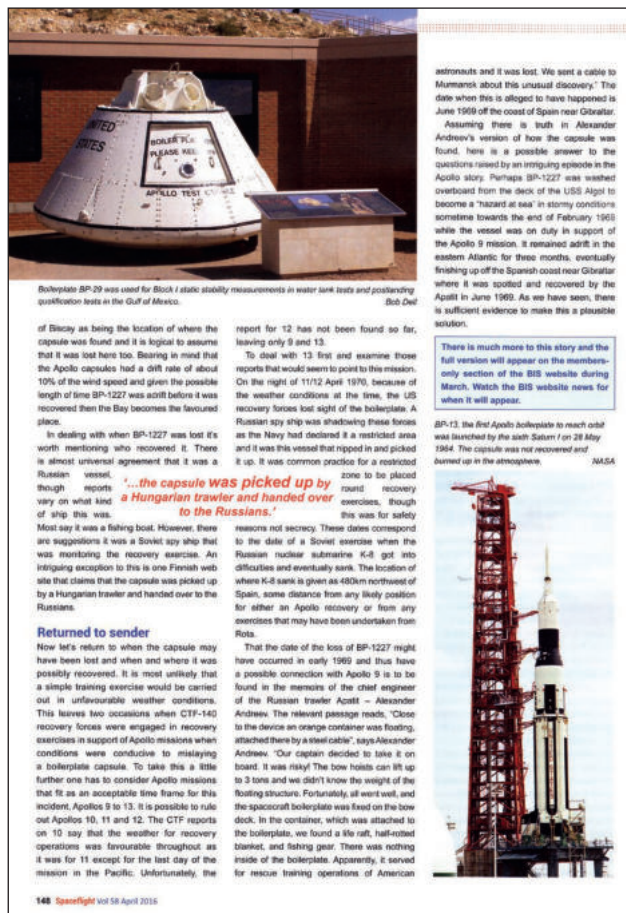 UNITED
STATES
BOILER PL
PLEASE KEE
APOLLO TEST
Boilerplate BP-29 was used for Block I static stability measurements in water tank tests and postlanding
qualification tests in the Gulf of Mexico.
Bob Dell
of Biscay as being the location of where the
capsule was found and it is logical to assume
that it was lost here too. Bearing in mind that
the Apollo capsules had a drift rate of about
10% of the wind speed and given the possible
length of time BP-1227 was adrift before it was
recovered then the Bay becomes the favoured
place.
In dealing with when BP-1227 was lost it's
worth mentioning who recovered it. There
is almost universal agreement that it was a
Russian vessel,
though reports
vary on what kind
of ship this was.
Most say it was a fishing boat. However, there
are suggestions it was a Soviet spy ship that
was monitoring the recovery exercise. An
intriguing exception to this is one Finnish web
site that claims that the capsule was picked up
by a Hungarian trawler and handed over to the
Russians.
Returned to sender
Now let's return to when the capsule may
have been lost and when and where it was
possibly recovered. It is most unlikely that
a simple training exercise would be carried
out in unfavourable weather conditions.
This leaves two occasions when CTF-140
recovery forces were engaged in recovery
exercises in support of Apollo missions when
conditions were conducive to mislaying
a boilerplate capsule. To take this a little
further one has to consider Apollo missions
that fit as an acceptable time frame for this
incident, Apollos 9 to 13. It is possible to rule
out Apollos 10, 11 and 12. The CTF reports
on 10 say that the weather for recovery
operations was favourable throughout as
it was for 11 except for the last day of the
mission in the Pacific. Unfortunately, the
'...the capsule was picked up by
a Hungarian trawler and handed over
to the Russians.'
report for 12 has not been found so far,
leaving only 9 and 13.
To deal with 13 first and examine those
reports that would seem to point to this mission.
On the night of 11/12 April 1970, because of
the weather conditions at the time, the US
recovery forces lost sight of the boilerplate. A
Russian spy ship was shadowing these forces
as the Navy had declared it a restricted area
and it was this vessel that nipped in and picked
it up. It was common practice for a restricted
zone to be placed
round recovery
exercises, though
this was for safety
reasons not secrecy. These dates correspond
to the date of a Soviet exercise when the
Russian nuclear submarine K-8 got into
difficulties and eventually sank. The location of
where K-8 sank is given as 480km northwest of
Spain, some distance from any likely position
for either an Apollo recovery or from any
exercises that may have been undertaken from
Rota.
That the date of the loss of BP-1227 might
have occurred in early 1969 and thus have
a possible connection with Apollo 9 is to be
found in the memoirs of the chief engineer
of the Russian trawler Apatit – Alexander
Andreev. The relevant passage reads, "Close
to the device an orange container was floating,
attached there by a steel cable", says Alexander
Andreev. "Our captain decided to take it on
board. It was risky! The bow hoists can lift up
to 3 tons and we didn't know the weight of the
floating structure. Fortunately, all went well, and
the spacecraft boilerplate was fixed on the bow
deck. In the container, which was attached to
the boilerplate, we found a life raft, half-rotted
blanket, and fishing gear. There was nothing
inside of the boilerplate. Apparently, it served
for rescue training operations of American
astronauts and it was lost. We sent a cable to
Murmansk about this unusual discovery." The
date when this is alleged to have happened is
June 1969 off the coast of Spain near Gibraltar.
Assuming there is truth in Alexander
Andreev's version of how the capsule was
found, here is a possible answer to the
questions raised by an intriguing episode in the
Apollo story. Perhaps BP-1227 was washed
overboard from the deck of the USS Algol to
become a "hazard at sea" in stormy conditions
sometime towards the end of February 1969
while the vessel was on duty in support of
the Apollo 9 mission. It remained adrift in the
eastern Atlantic for three months, eventually
finishing up off the Spanish coast near Gibraltar
where it was spotted and recovered by the
Apatit in June 1969. As we have seen, there
is sufficient evidence to make this a plausible
solution.
There is much more to this story and the
full version will appear on the members-
only section of the BIS website during
March. Watch the BIS website news for
when it will appear.
BP-13, the first Apollo boilerplate to reach orbit
was launched by the sixth Saturn I on 28 May
1964. The capsule was not recovered and
burned up in the atmosphere.
NASA
148 Spaceflight Vol 58 April 2016